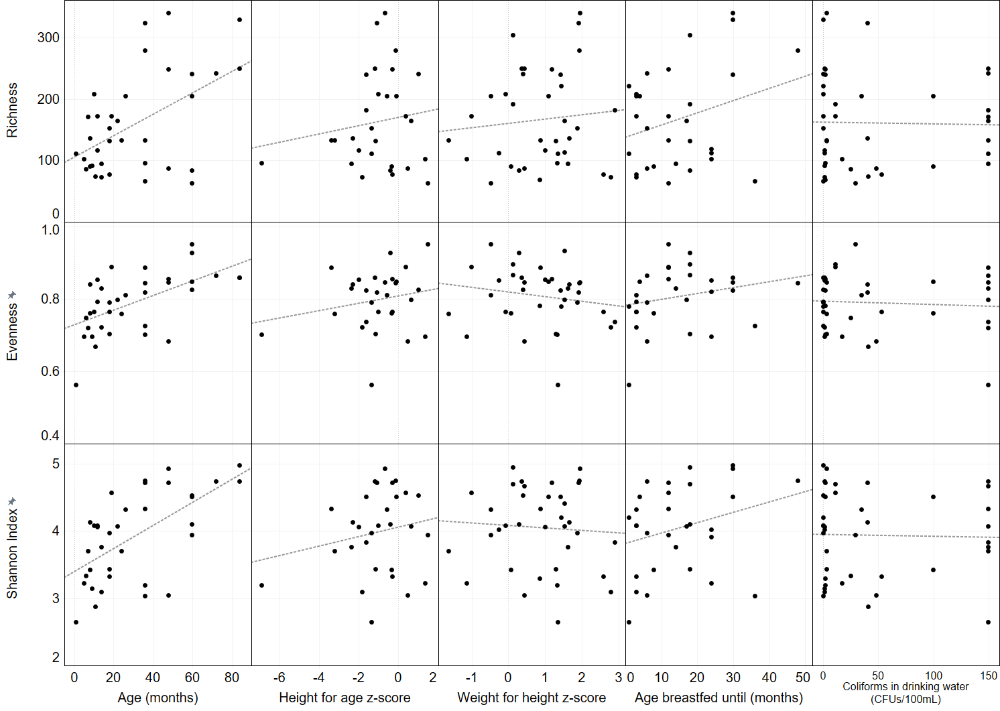 Richness
300
200
100
0
Evenness
1.0
0.8
0.6
0.4
Shannon Index
5
4
3
2
0 20 40 60 80
-6 -4 -2 0 2
-1 0 1 2 3
0 10 20 30 40 50
0 50 100 150
Age (months)
Height for age z-score
Weight for height z-score
Age breastfed until (months)
Coliforms in drinking water
(CFUs/100mL)